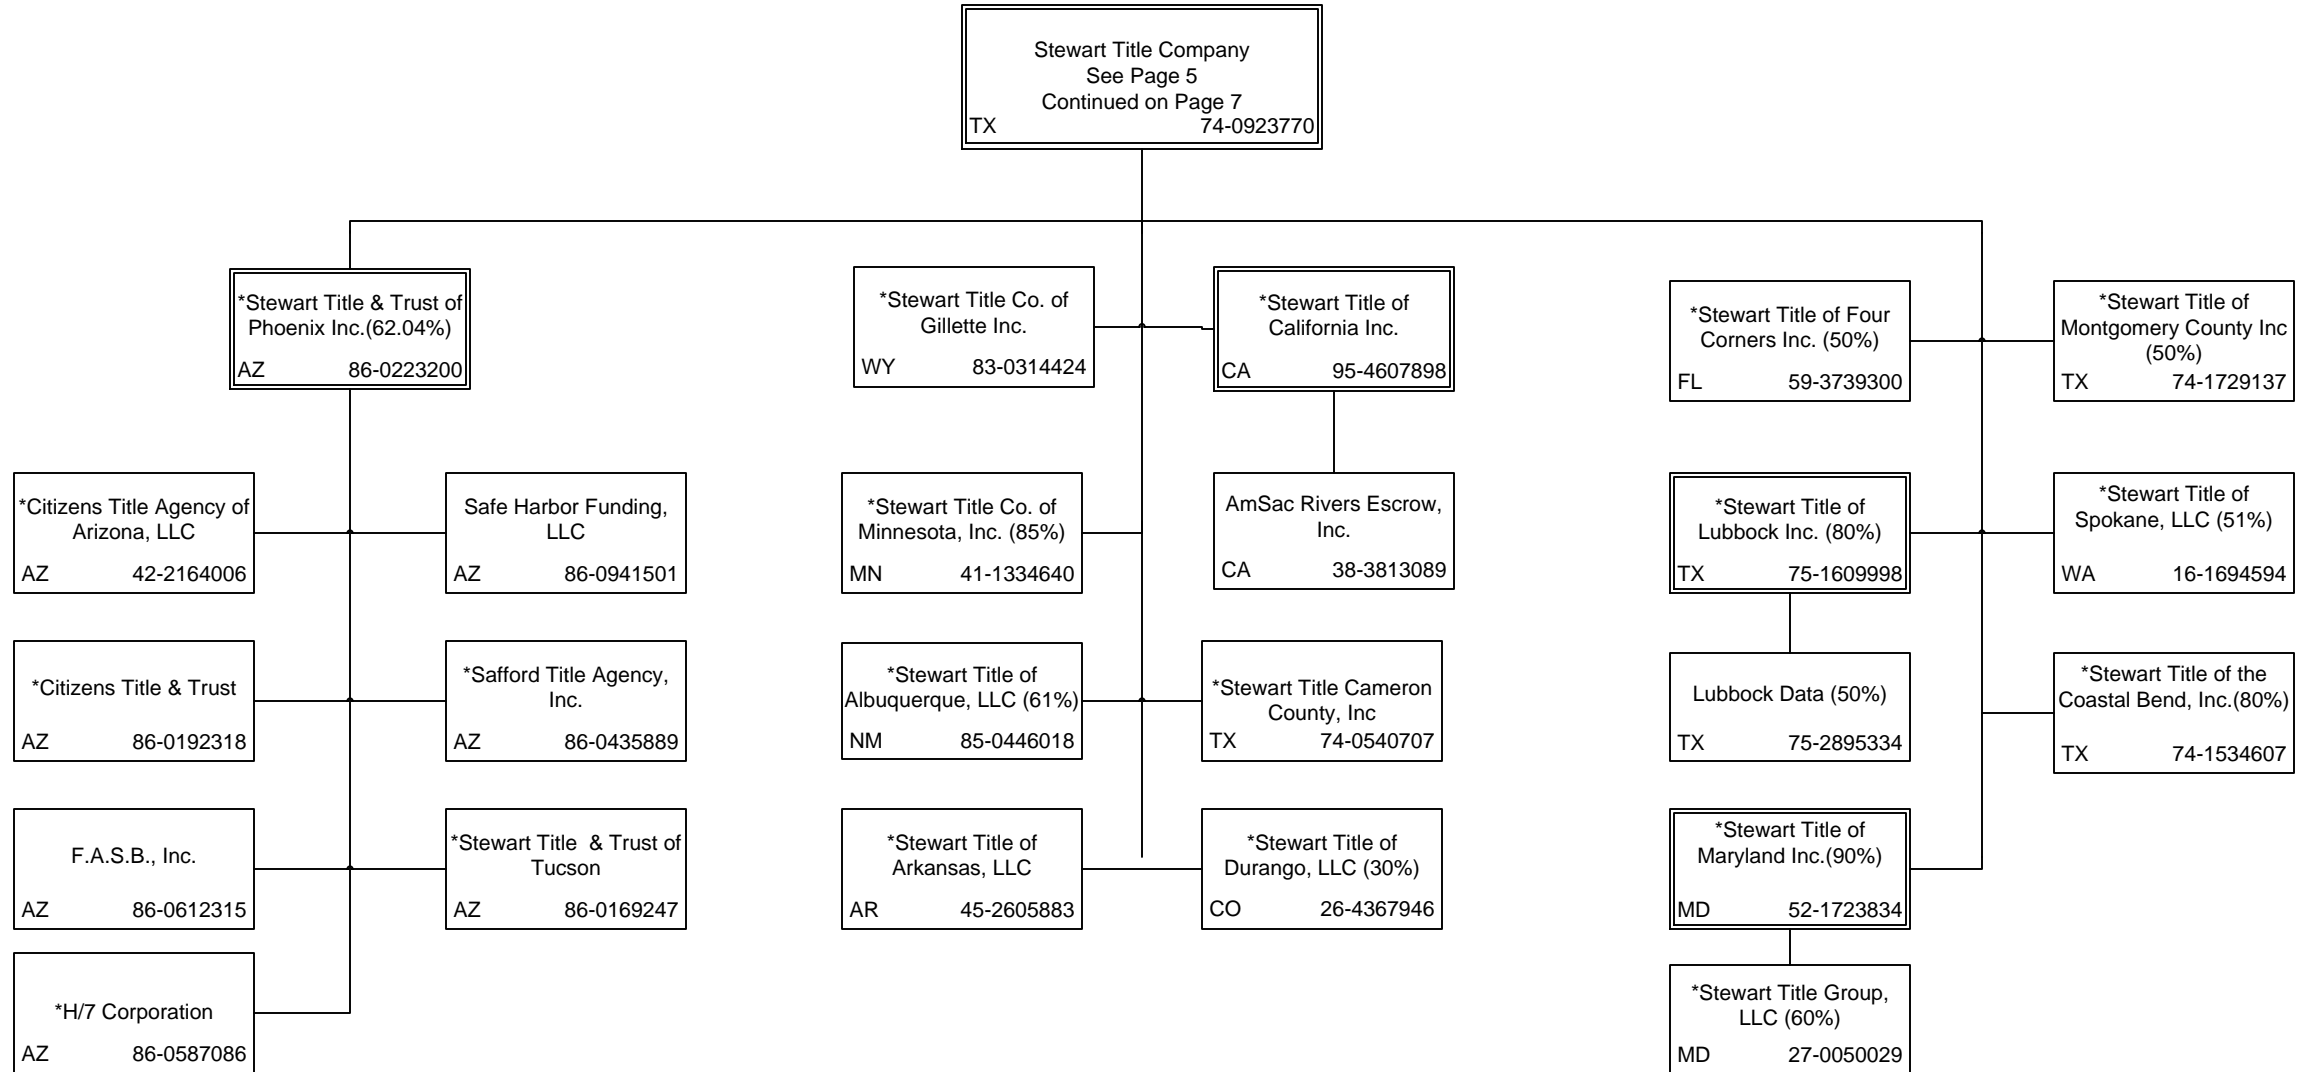 Stewart Title Company
See Page 5
Continued on Page 7
TX 74-0923770
*Stewart Title & Trust of
Phoenix Inc.(62.04%)
AZ 86-0223200
*Stewart Title Co. of
Gillette Inc.
WY 83-0314424
*Stewart Title of
California Inc.
CA 95-4607898
*Stewart Title of Four
Corners Inc. (50%)
FL 59-3739300
*Stewart Title of
Montgomery County Inc
(50%)
TX 74-1729137
*Citizens Title Agency of
Arizona, LLC
AZ 42-2164006
Safe Harbor Funding,
LLC
AZ 86-0941501
*Stewart Title Co. of
Minnesota, Inc. (85%)
MN 41-1334640
AmSac Rivers Escrow,
Inc.
CA 38-3813089
*Stewart Title of
Lubbock Inc. (80%)
TX 75-1609998
*Stewart Title of
Spokane, LLC (51%)
WA 16-1694594
*Citizens Title & Trust
AZ 86-0192318
*Safford Title Agency,
Inc.
AZ 86-0435889
*Stewart Title of
Albuquerque, LLC (61%)
NM 85-0446018
*Stewart Title Cameron
County, Inc
TX 74-0540707
Lubbock Data (50%)
TX 75-2895334
*Stewart Title of the
Coastal Bend, Inc.(80%)
TX 74-1534607
F.A.S.B., Inc.
AZ 86-0612315
*Stewart Title & Trust of
Tucson
AZ 86-0169247
*Stewart Title of
Arkansas, LLC
AR 45-2605883
*Stewart Title of
Durango, LLC (30%)
CO 26-4367946
*Stewart Title of
Maryland Inc.(90%)
MD 52-1723834
*H/7 Corporation
AZ 86-0587086
*Stewart Title Group,
LLC (60%)
MD 27-0050029